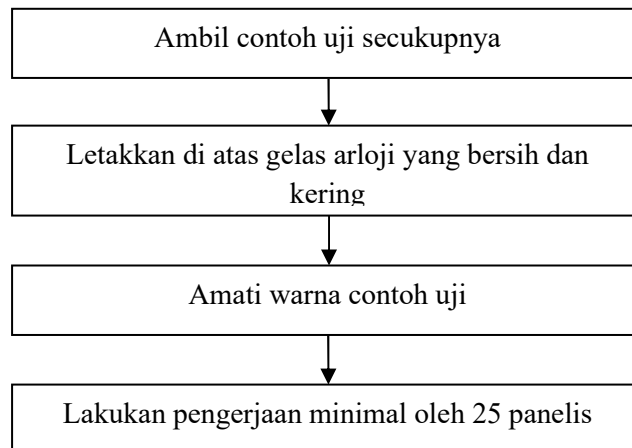 Ambil contoh uji secukupnya
Letakkan di atas gelas arloji yang bersih dan
kering
Amati warna contoh uji
Lakukan pengerjaan minimal oleh 25 panelis